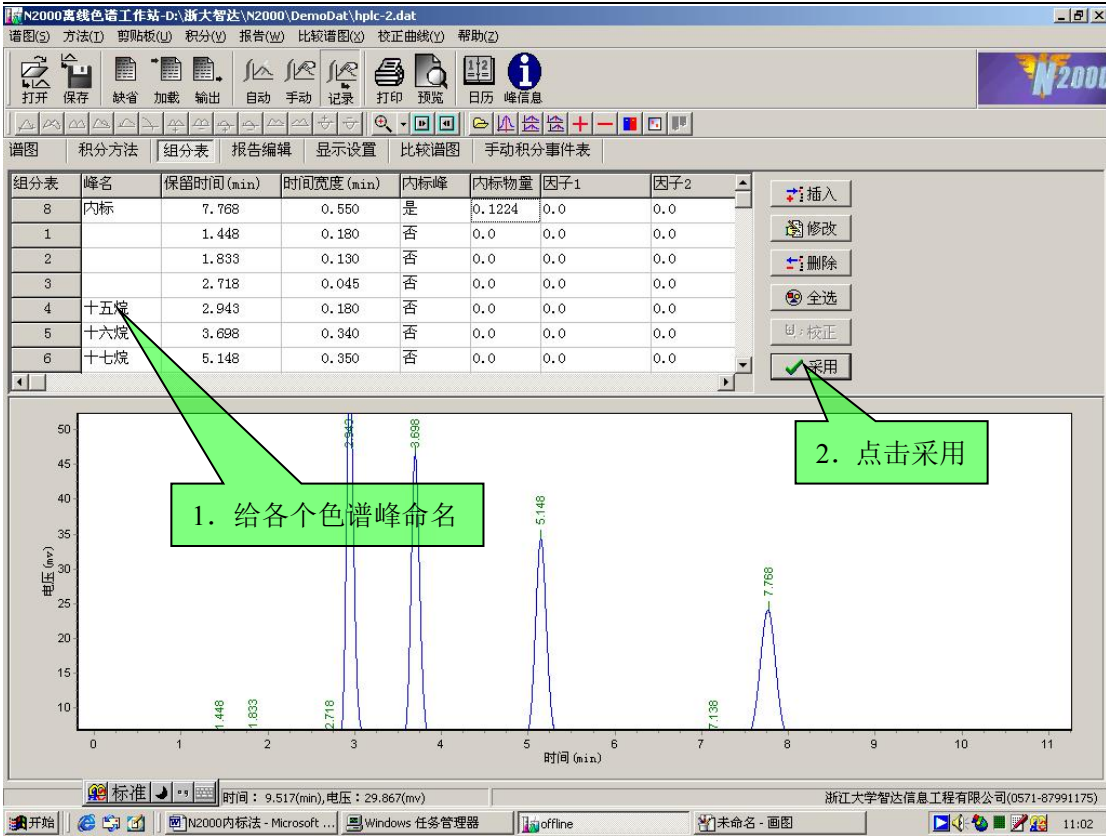 N2000离线色谱工作站-D:\浙大智达\N2000\DemoDat\hplc-2.dat
谱图(S) 方法(T) 剪贴板(U) 积分(V) 报告(W) 比较谱图(X) 校正曲线(Y) 帮助(Z)
打开 保存 缺省 加载 输出 自动 手动 记录 打印 预览 日历 峰信息
N2000
谱图 积分方法 组分表 报告编辑 显示设置 比较谱图 手动积分事件表
组分表 峰名 保留时间(min) 时间宽度(min) 内标峰 内标物量 因子1 因子2
8 内标 7.768 0.550 是 0.1224 0.0 0.0
1 1.448 0.180 否 0.0 0.0 0.0
2 1.833 0.130 否 0.0 0.0 0.0
3 2.718 0.045 否 0.0 0.0 0.0
4 十五烷 2.943 0.180 否 0.0 0.0 0.0
5 十六烷 3.698 0.340 否 0.0 0.0 0.0
6 十七烷 5.148 0.350 否 0.0 0.0 0.0
插入
修改
删除
全选
校正
采用
1．给各个色谱峰命名
2．点击采用
电压(mv)
50
45
40
35
30
25
20
15
10
1.448
1.833
2.718
2.943
3.698
5.148
7.138
7.768
0 1 2 3 4 5 6 7 8 9 10 11
时间(min)
标准
时间： 9.517(min),电压：29.867(mv)
浙江大学智达信息工程有限公司(0571-87991175)
开始 N2000内标法 - Microsoft ... Windows 任务管理器 offline 未命名 - 画图 11:02